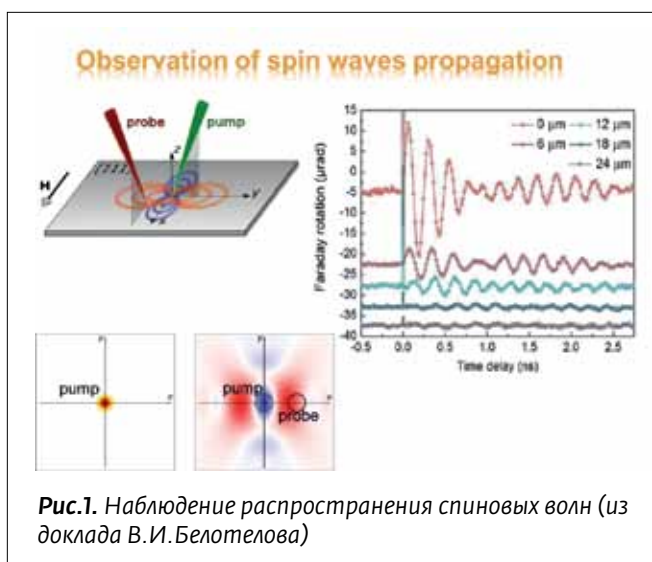 Observation of spin waves propagation
probe
pump
z
H
y
x
Faraday rotation (µrad)
15
10
5
0
-5
-10
-15
-20
-25
-30
-35
-40
0 µm
6 µm
12 µm
18 µm
24 µm
-0.5
0.0
0.5
1.0
1.5
2.0
2.5
Time delay (ns)
pump
pump
probe
Рис.1. Наблюдение распространения спиновых волн (из
доклада В.И.Белотелова)